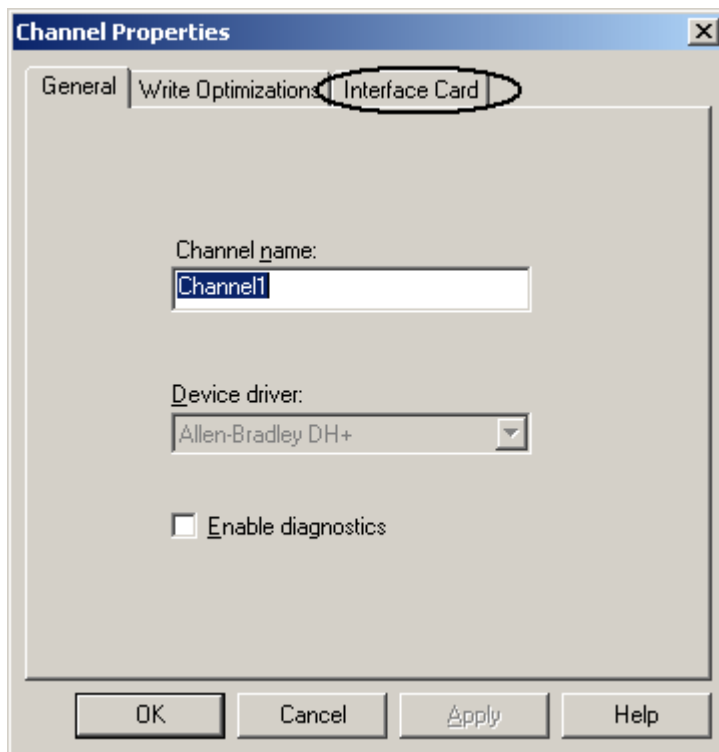 Channel Properties
General Write Optimizations Interface Card
Channel name:
Channel1
Device driver:
Allen-Bradley DH+
Enable diagnostics
OK Cancel Apply Help